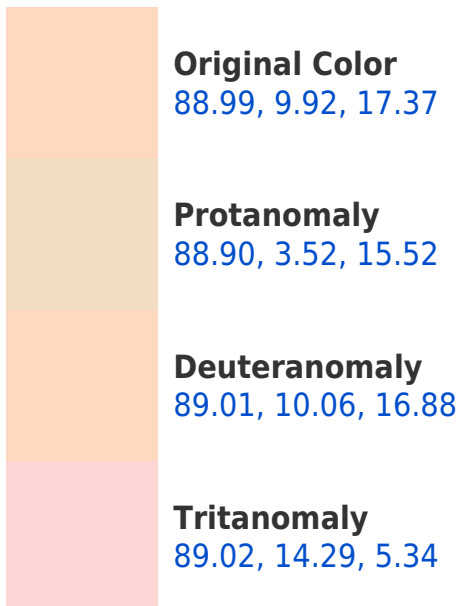 Original Color
88.99, 9.92, 17.37
Protanomaly
88.90, 3.52, 15.52
Deuteranomaly
89.01, 10.06, 16.88
Tritanomaly
89.02, 14.29, 5.34